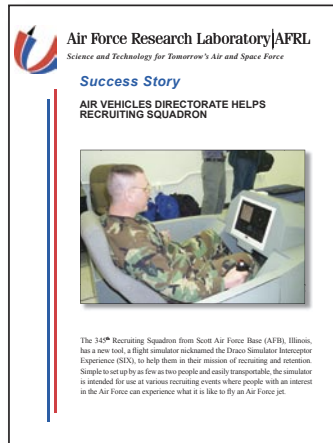 Air Force Research Laboratory|AFRL
Science and Technology for Tomorrow's Air and Space Force
Success Story
AIR VEHICLES DIRECTORATE HELPS
RECRUITING SQUADRON
The 345th Recruiting Squadron from Scott Air Force Base (AFB), Illinois,
has a new tool, a flight simulator nicknamed the Draco Simulator Interceptor
Experience (SIX), to help them in their mission of recruiting and retention.
Simple to set up by as few as two people and easily transportable, the simulator
is intended for use at various recruiting events where people with an interest
in the Air Force can experience what it is like to fly an Air Force jet.